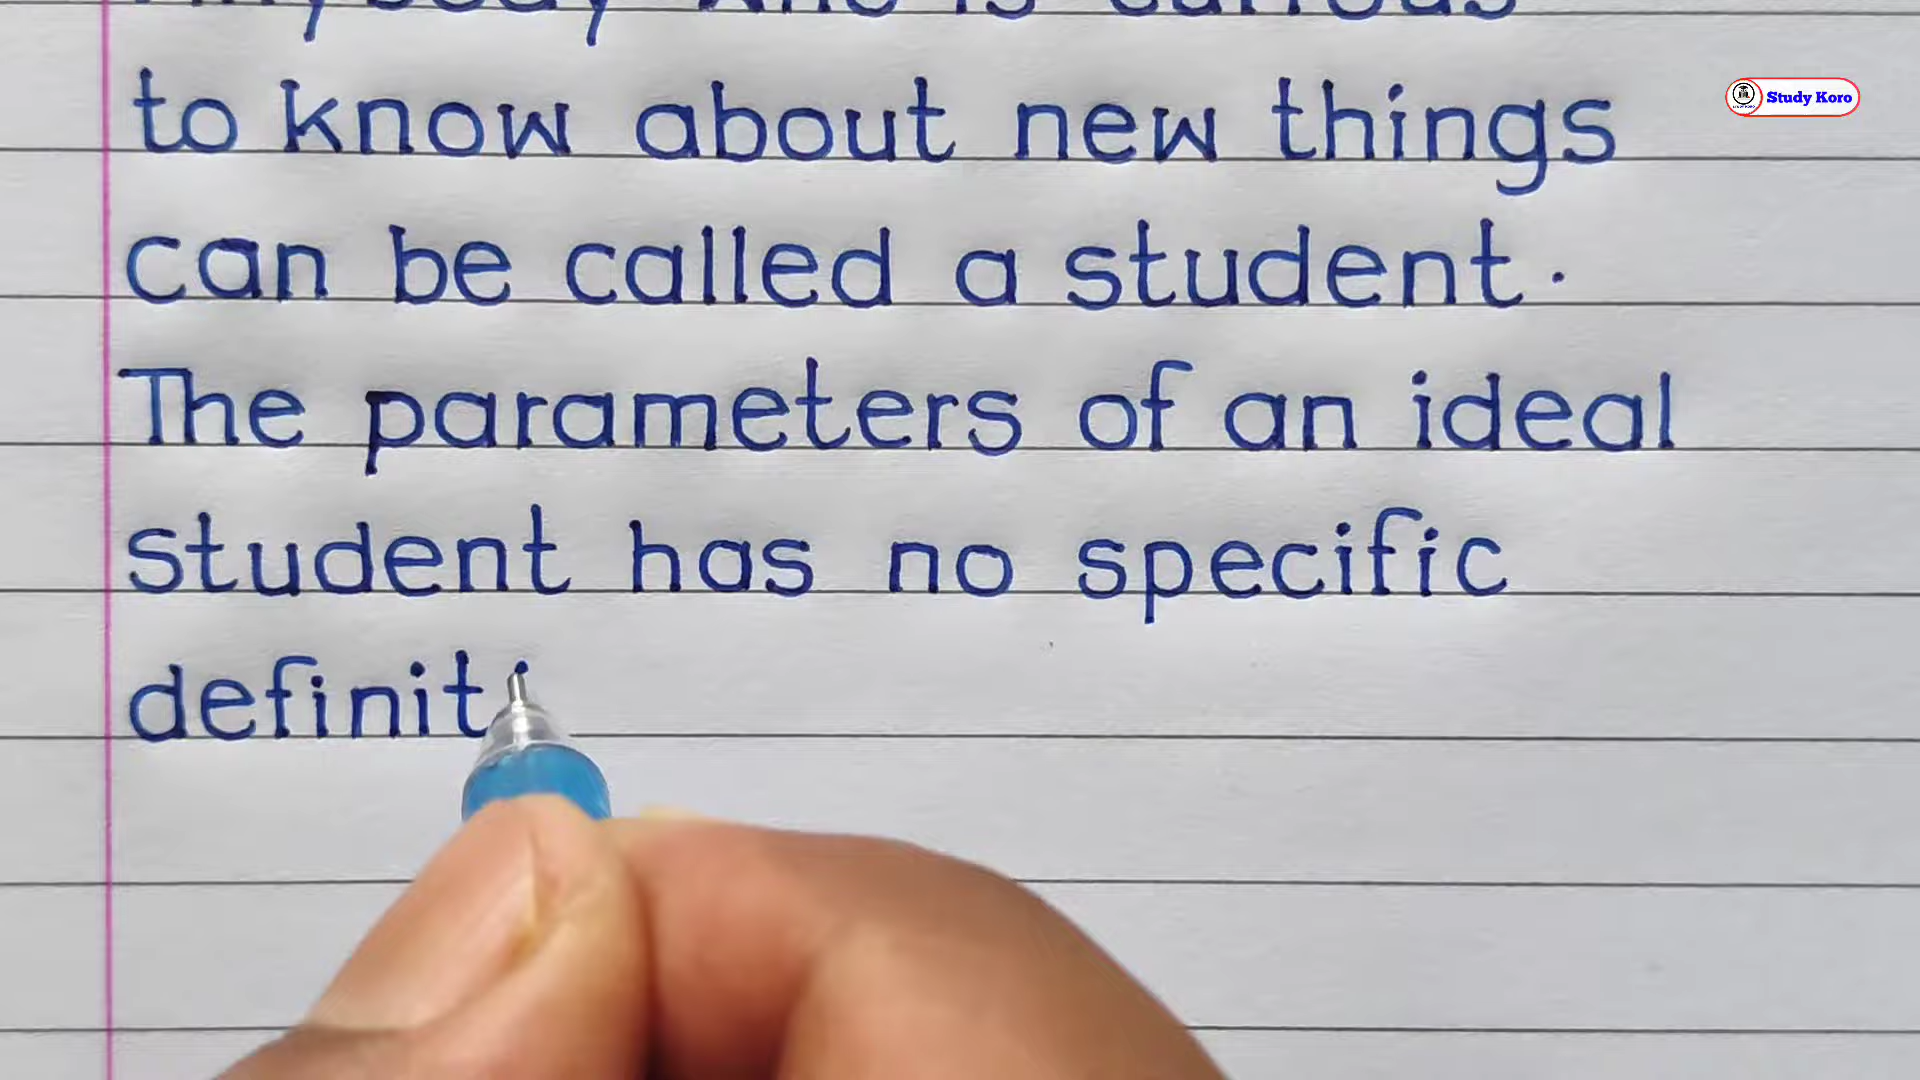 to know about new things
Study Koro
can be called a student.
The parameters of an ideal
student has no specific
definiti